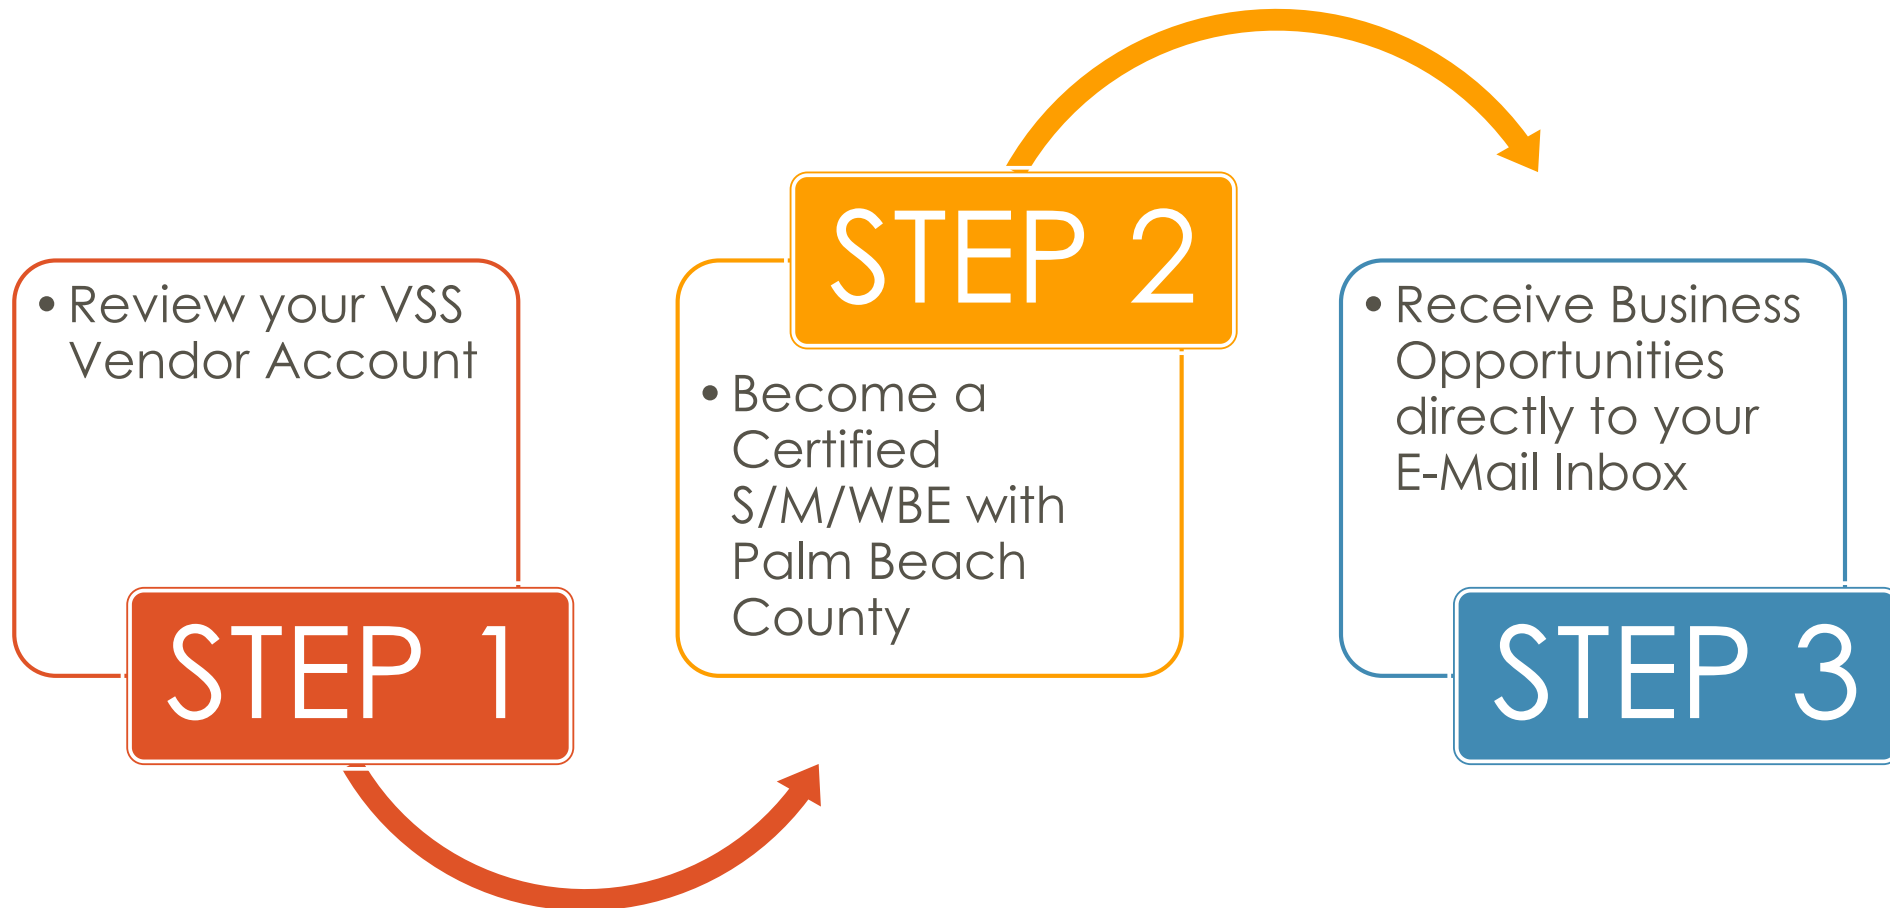 • Review your VSS
Vendor Account
STEP 1
STEP 2
• Become a
Certified
S/M/WBE with
Palm Beach
County
• Receive Business
Opportunities
directly to your
E-Mail Inbox
STEP 3